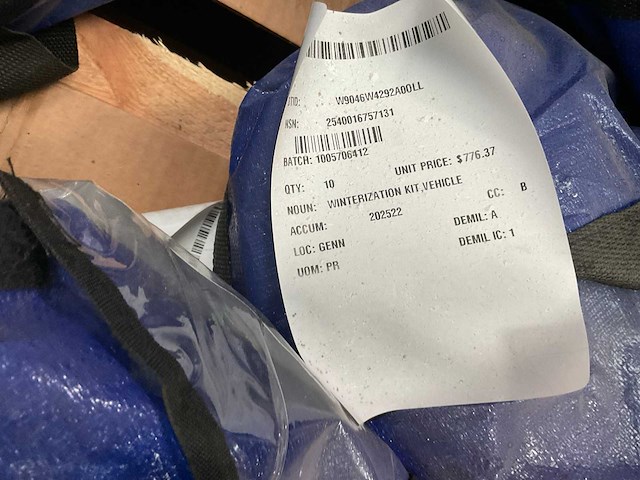 DTID: W9046W4292A0OLL
NSN: 2540016757131
BATCH: 1005706412
QTY: 10 UNIT PRICE: $776.37
NOUN: WINTERIZATION KIT,VEHICLE
ACCUM: 202522 CC: B
LOC: GENN DEMIL: A
UOM: PR DEMIL IC: 1